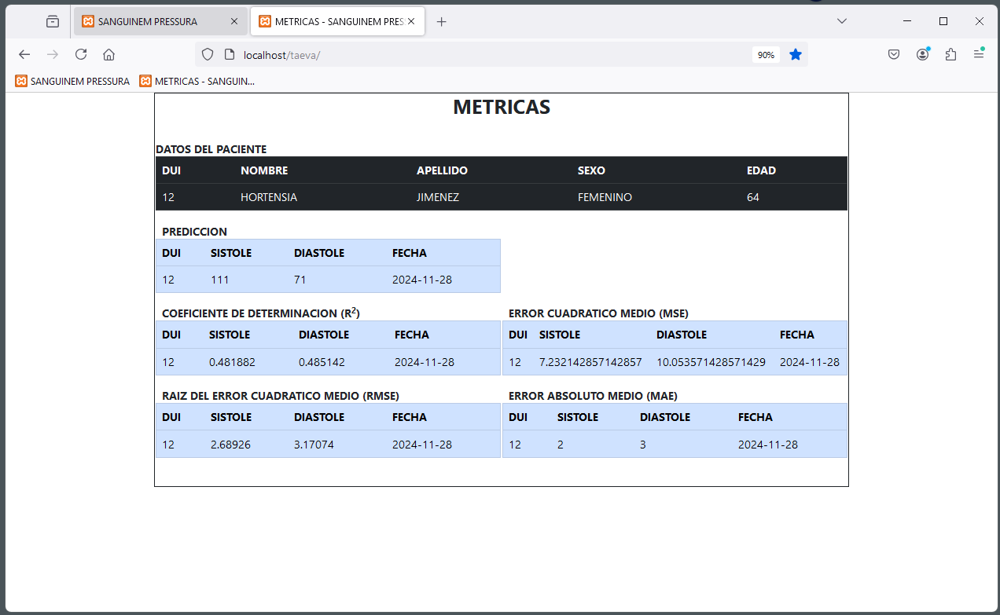 SANGUINEM PRESSURA
METRICAS - SANGUINEM PRES
localhost/taeva/
90%
SANGUINEM PRESSURA METRICAS - SANGUIN...
METRICAS
DATOS DEL PACIENTE
DUI NOMBRE APELLIDO SEXO EDAD
12 HORTENSIA JIMENEZ FEMENINO 64
PREDICCION
DUI SISTOLE DIASTOLE FECHA
12 111 71 2024-11-28
COEFICIENTE DE DETERMINACION (R²)
DUI SISTOLE DIASTOLE FECHA
12 0.481882 0.485142 2024-11-28
ERROR CUADRATICO MEDIO (MSE)
DUI SISTOLE DIASTOLE FECHA
12 7.232142857142857 10.053571428571429 2024-11-28
RAIZ DEL ERROR CUADRATICO MEDIO (RMSE)
DUI SISTOLE DIASTOLE FECHA
12 2.68926 3.17074 2024-11-28
ERROR ABSOLUTO MEDIO (MAE)
DUI SISTOLE DIASTOLE FECHA
12 2 3 2024-11-28